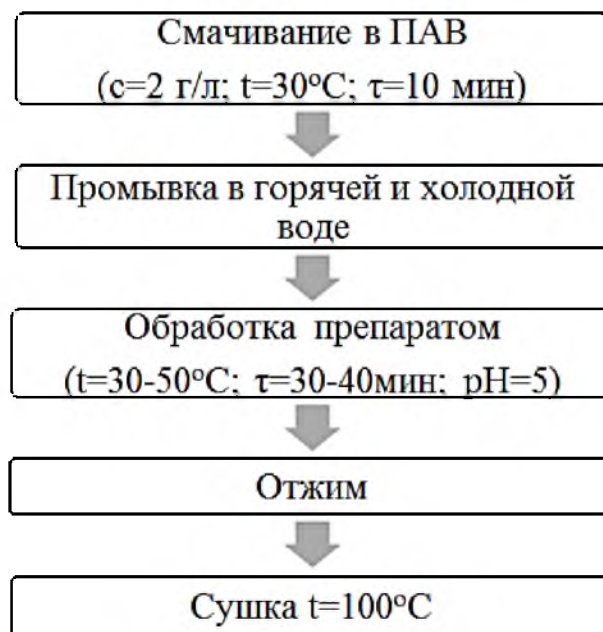 Смачивание в ПАВ
(с=2 г/л; t=30°С; τ=10 мин)
Промывка в горячей и холодной
воде
Обработка препаратом
(t=30-50°С; τ=30-40мин; рН=5)
Отжим
Сушка t=100°С